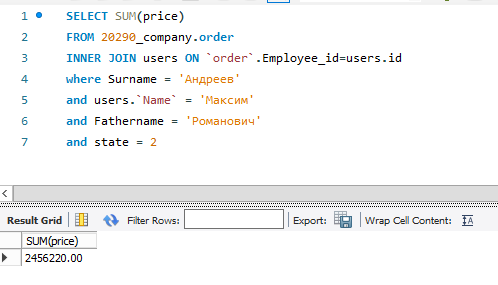 1 SELECT SUM(price)
2 FROM 20290_company.order
3 INNER JOIN users ON `order`.Employee_id=users.id
4 where Surname = 'Андреев'
5 and users.`Name` = 'Максим'
6 and Fathername = 'Романович'
7 and state = 2
Result Grid Filter Rows: Export: Wrap Cell Content:
SUM(price)
2456220.00